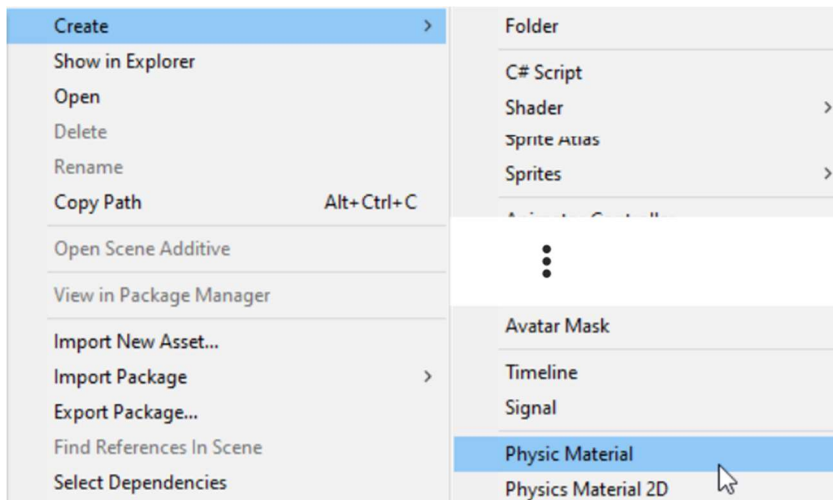 Create
Show in Explorer
Open
Delete
Rename
Copy Path Alt+Ctrl+C
Open Scene Additive
View in Package Manager
Import New Asset...
Import Package
Export Package...
Find References In Scene
Select Dependencies
Folder
C# Script
Shader
Sprite Atlas
Sprites
Avatar Mask
Timeline
Signal
Physic Material
Physics Material 2D